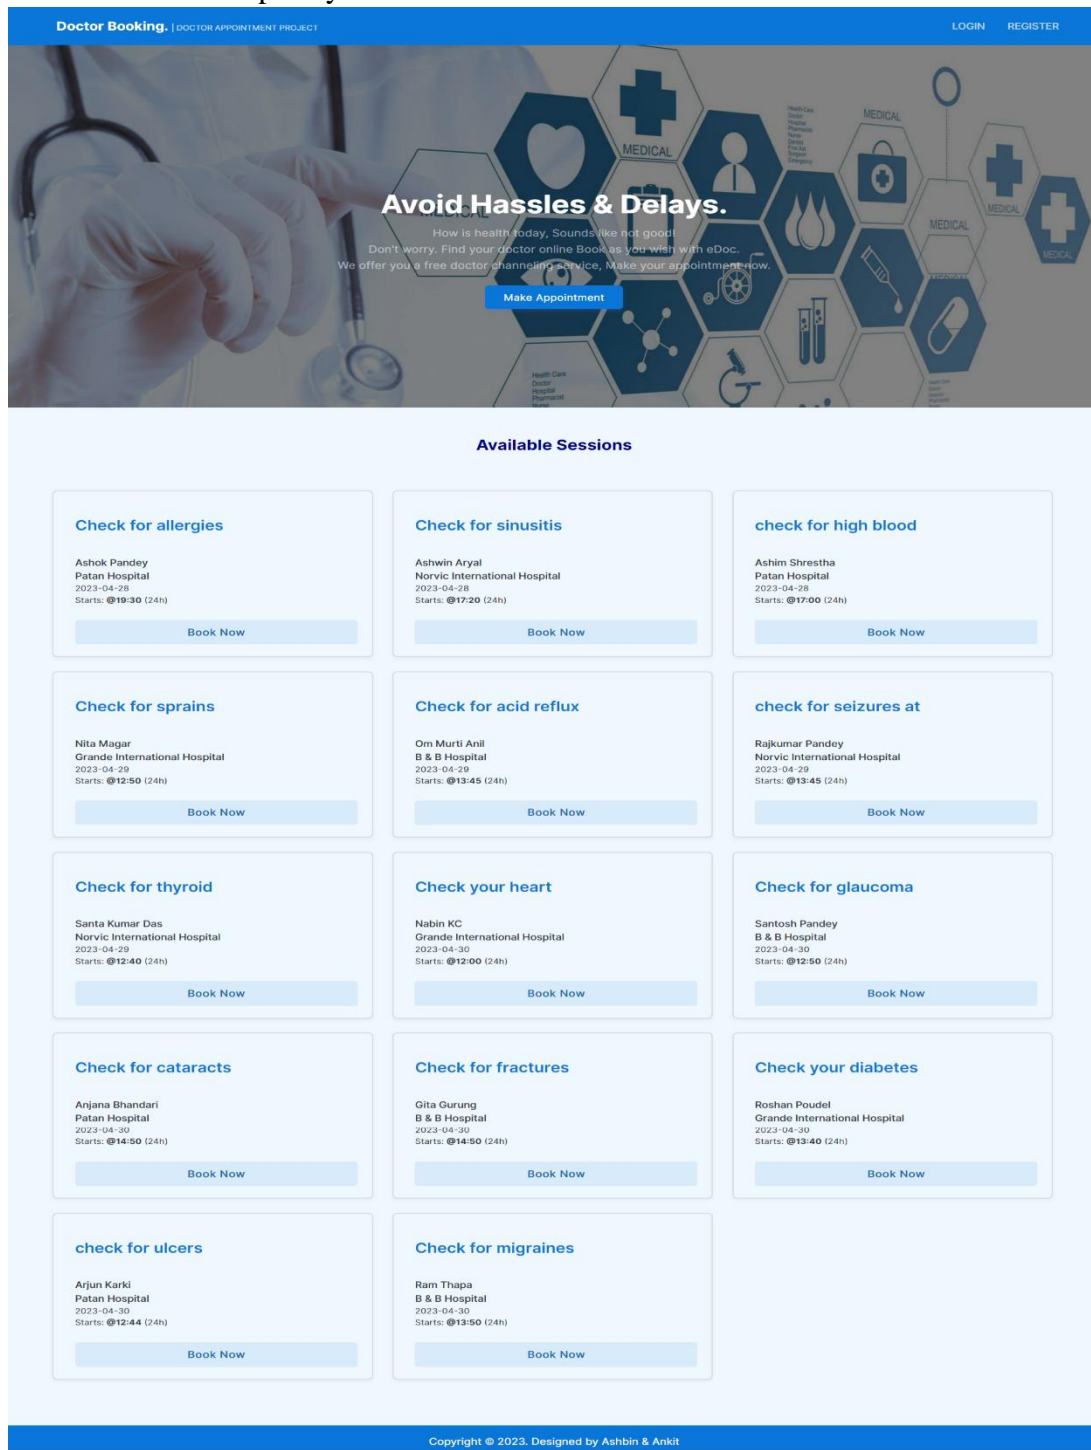 Doctor Booking. | DOCTOR APPOINTMENT PROJECT
LOGIN REGISTER
MEDICAL
MEDICAL
MEDICAL
MEDICAL
MEDICAL
MEDICAL
Avoid Hassles & Delays.
How is health today, Sounds like not good!
Don't worry. Find your doctor online Book as you wish with eDoc.
We offer you a free doctor channeling service, Make your appointment now.
Make Appointment
Health Care
Doctor
Hospital
Pharmacist
Nurse
Available Sessions
Check for allergies
Ashok Pandey
Patan Hospital
2023-04-28
Starts: @19:30 (24h)
Book Now
Check for sinusitis
Ashwin Aryal
Norvic International Hospital
2023-04-28
Starts: @17:20 (24h)
Book Now
check for high blood
Ashim Shrestha
Patan Hospital
2023-04-28
Starts: @17:00 (24h)
Book Now
Check for sprains
Nita Magar
Grande International Hospital
2023-04-29
Starts: @12:50 (24h)
Book Now
Check for acid reflux
Om Murti Anil
B & B Hospital
2023-04-29
Starts: @13:45 (24h)
Book Now
check for seizures at
Rajkumar Pandey
Norvic International Hospital
2023-04-29
Starts: @13:45 (24h)
Book Now
Check for thyroid
Santa Kumar Das
Norvic International Hospital
2023-04-29
Starts: @12:40 (24h)
Book Now
Check your heart
Nabin KC
Grande International Hospital
2023-04-30
Starts: @12:00 (24h)
Book Now
Check for glaucoma
Santosh Pandey
B & B Hospital
2023-04-30
Starts: @12:50 (24h)
Book Now
Check for cataracts
Anjana Bhandari
Patan Hospital
2023-04-30
Starts: @14:50 (24h)
Book Now
Check for fractures
Gita Gurung
B & B Hospital
2023-04-30
Starts: @14:50 (24h)
Book Now
Check your diabetes
Roshan Poudel
Grande International Hospital
2023-04-30
Starts: @13:40 (24h)
Book Now
check for ulcers
Arjun Karki
Patan Hospital
2023-04-30
Starts: @12:44 (24h)
Book Now
Check for migraines
Ram Thapa
B & B Hospital
2023-04-30
Starts: @13:50 (24h)
Book Now
Copyright © 2023. Designed by Ashbin & Ankit